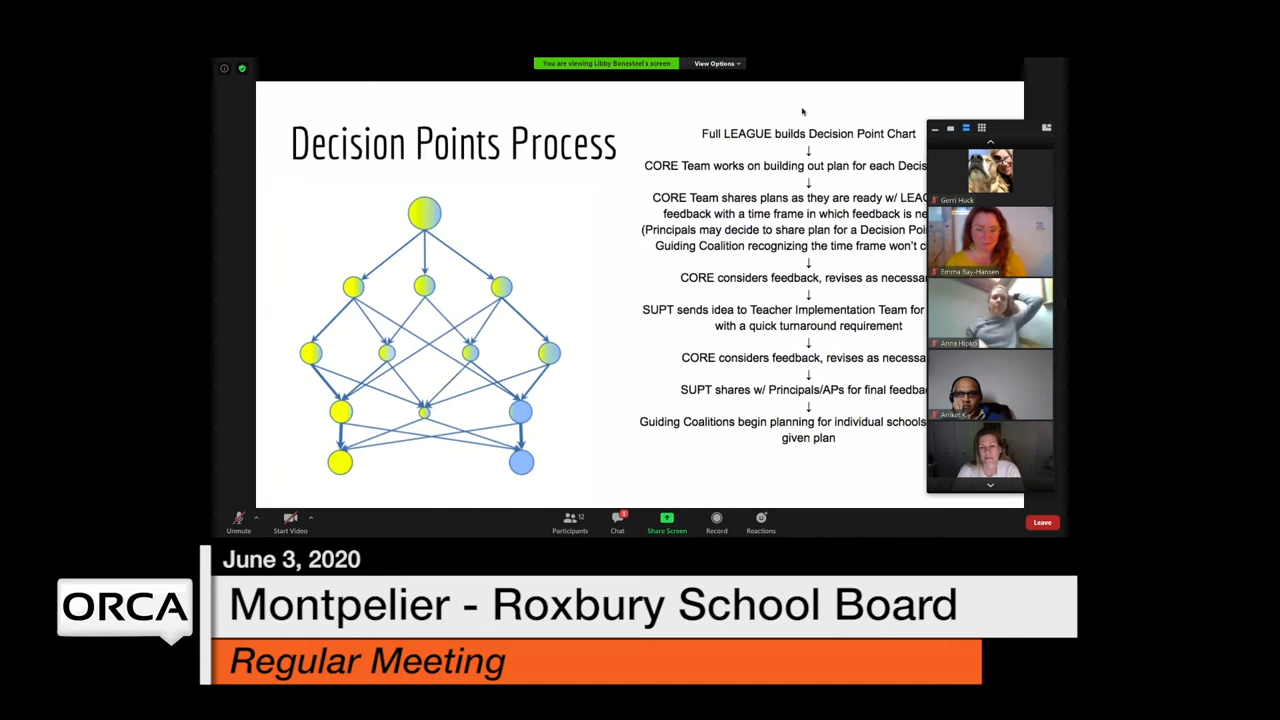 You are viewing Libby Bonesteel's screen
View Options
Decision Points Process
Full LEAGUE builds Decision Point Chart
↓
CORE Team works on building out plan for each Decis
↓
CORE Team shares plans as they are ready w/ LEAG
feedback with a time frame in which feedback is ne
(Principals may decide to share plan for a Decision Poi
Guiding Coalition recognizing the time frame won't c
↓
CORE considers feedback, revises as necessar
↓
SUPT sends idea to Teacher Implementation Team for
with a quick turnaround requirement
↓
CORE considers feedback, revises as necessa
↓
SUPT shares w/ Principals/APs for final feedba
↓
Guiding Coalitions begin planning for individual schools
given plan
Gerri Huck
Emma Bay-Hansen
Anna Hipko
Aniket K
Unmute
Start Video
12
Participants
1
Chat
Share Screen
Record
Reactions
Leave
June 3, 2020
ORCA
Montpelier - Roxbury School Board
Regular Meeting